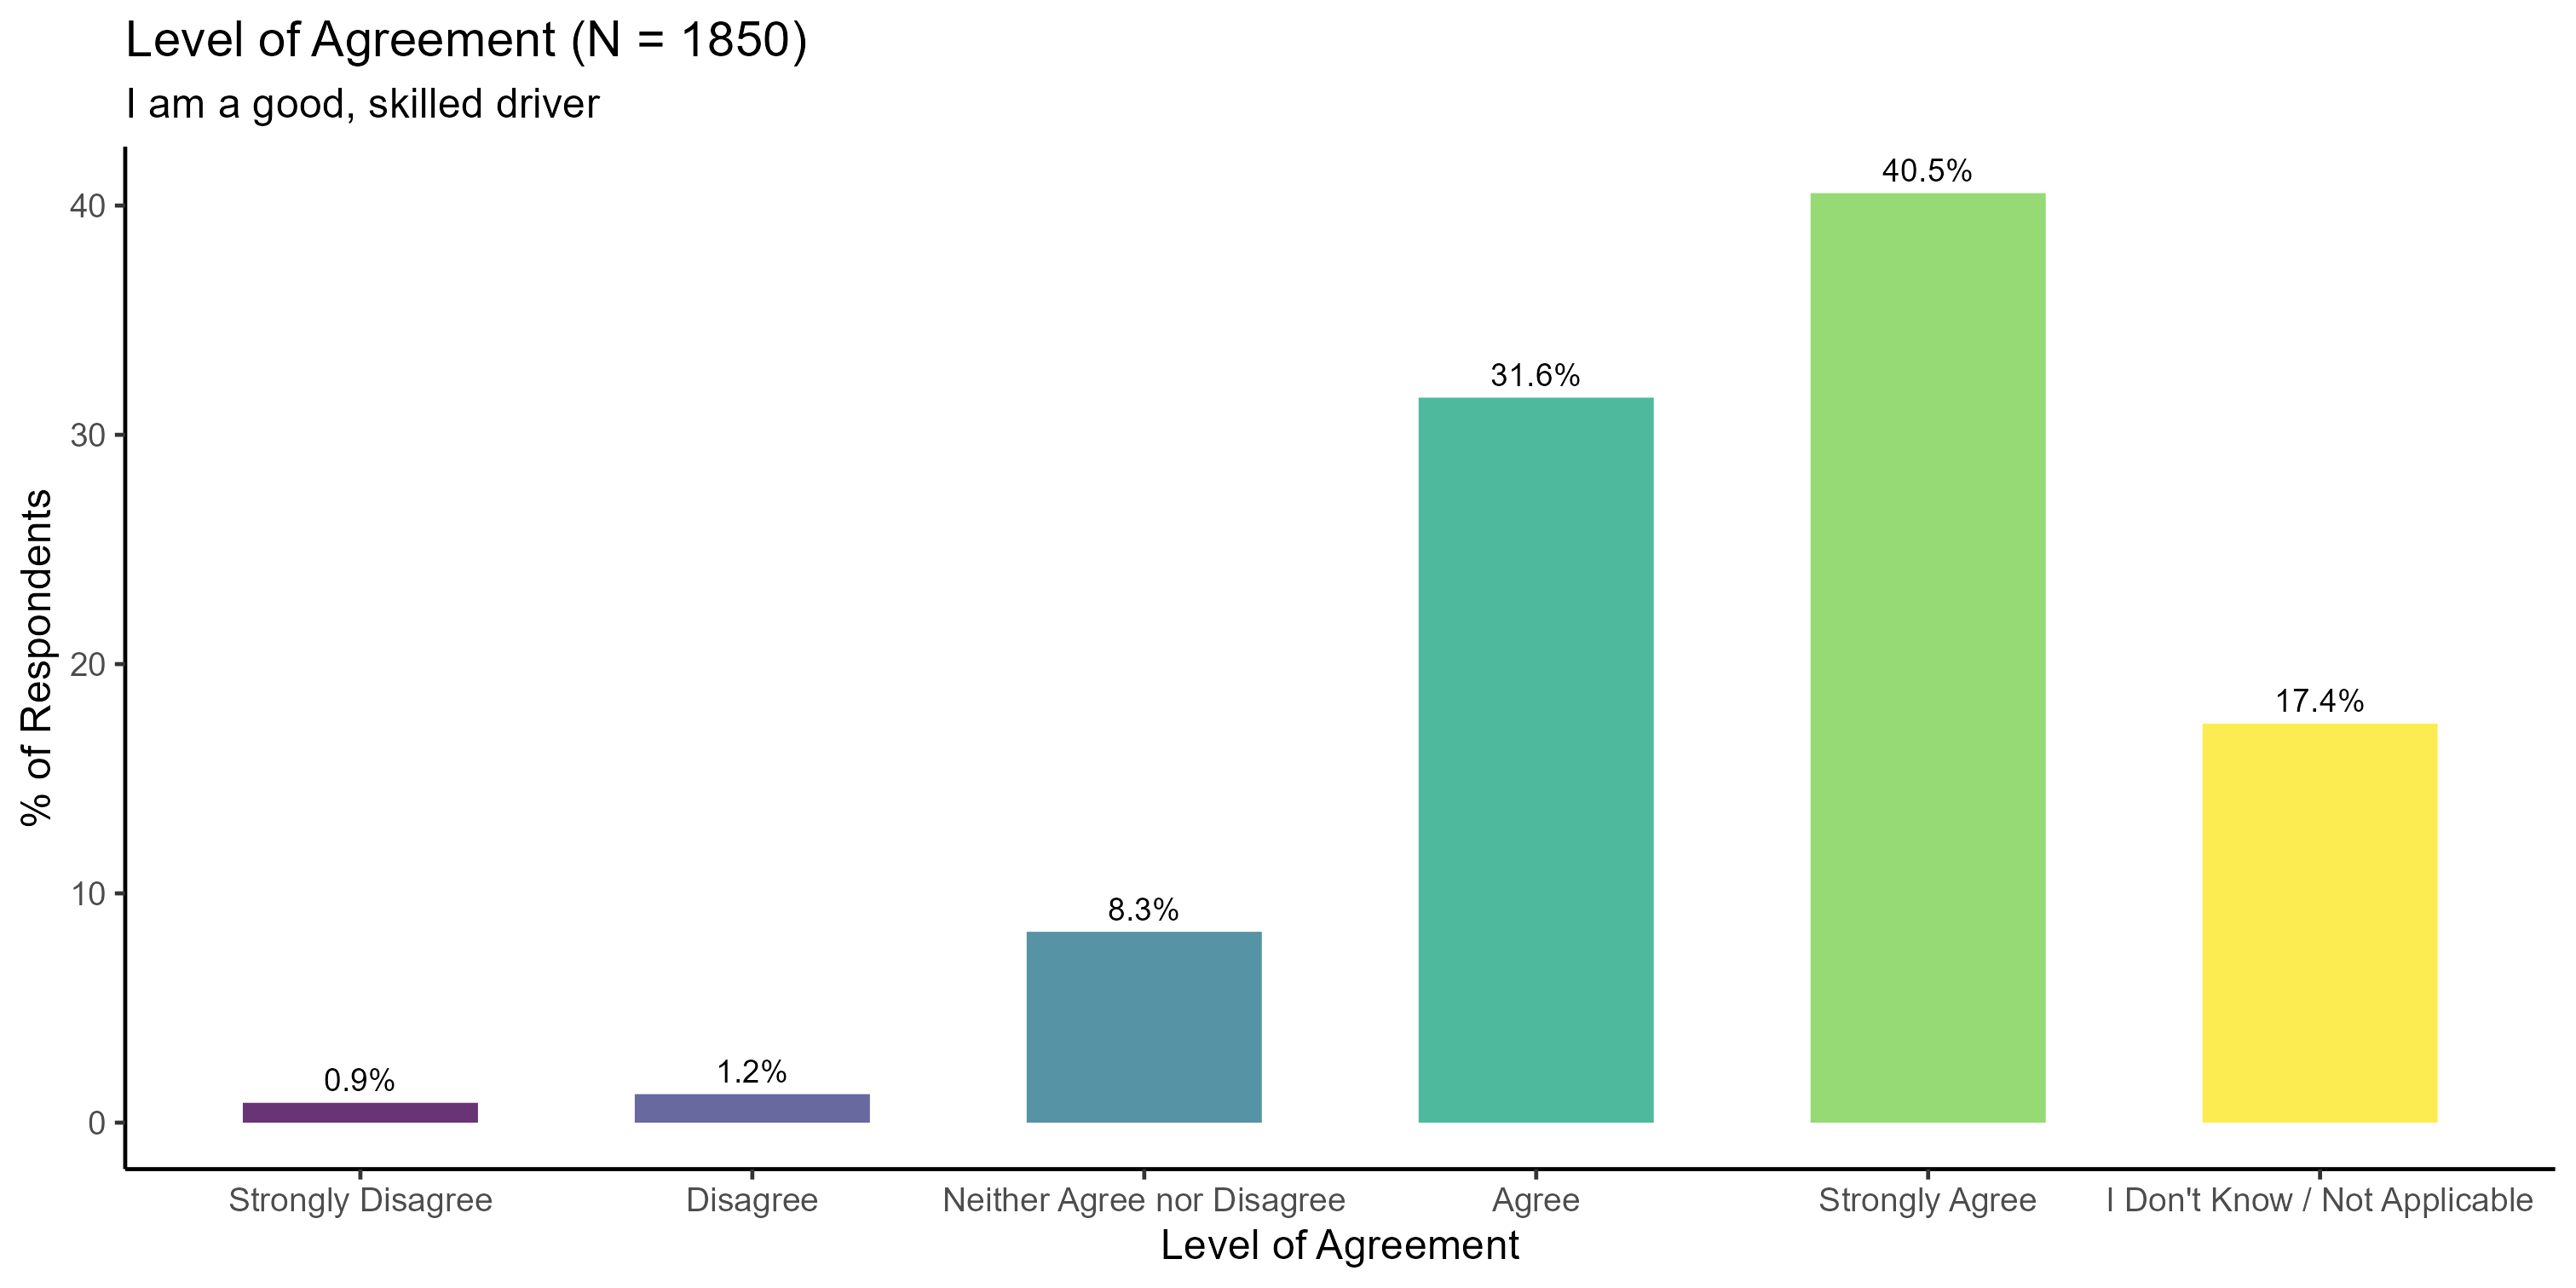 Level of Agreement (N = 1850)
I am a good, skilled driver
% of Respondents
40
30
20
10
0
0.9%
1.2%
8.3%
31.6%
40.5%
17.4%
Strongly Disagree
Disagree
Neither Agree nor Disagree
Agree
Strongly Agree
I Don't Know / Not Applicable
Level of Agreement